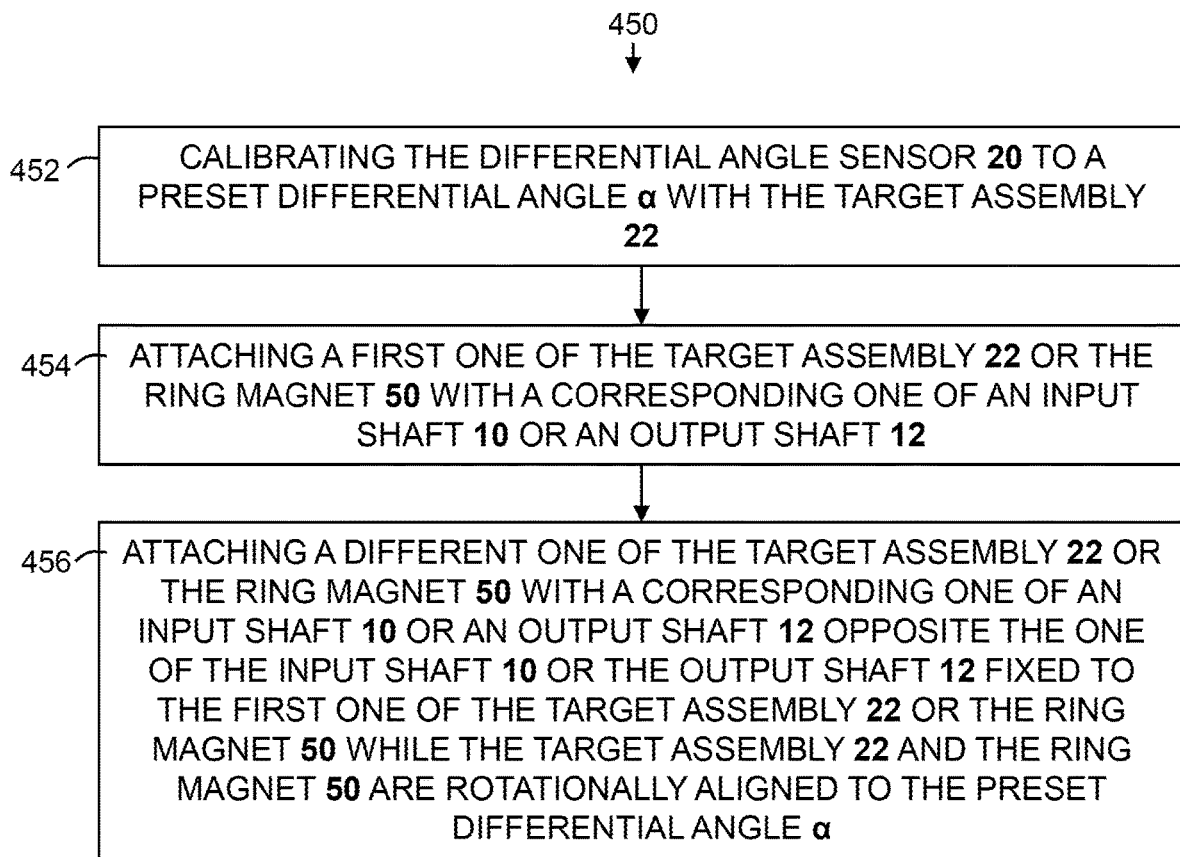 450
452
CALIBRATING THE DIFFERENTIAL ANGLE SENSOR 20 TO A
PRESET DIFFERENTIAL ANGLE α WITH THE TARGET ASSEMBLY
22
454
ATTACHING A FIRST ONE OF THE TARGET ASSEMBLY 22 OR THE
RING MAGNET 50 WITH A CORRESPONDING ONE OF AN INPUT
SHAFT 10 OR AN OUTPUT SHAFT 12
456
ATTACHING A DIFFERENT ONE OF THE TARGET ASSEMBLY 22 OR
THE RING MAGNET 50 WITH A CORRESPONDING ONE OF AN
INPUT SHAFT 10 OR AN OUTPUT SHAFT 12 OPPOSITE THE ONE
OF THE INPUT SHAFT 10 OR THE OUTPUT SHAFT 12 FIXED TO
THE FIRST ONE OF THE TARGET ASSEMBLY 22 OR THE RING
MAGNET 50 WHILE THE TARGET ASSEMBLY 22 AND THE RING
MAGNET 50 ARE ROTATIONALLY ALIGNED TO THE PRESET
DIFFERENTIAL ANGLE α